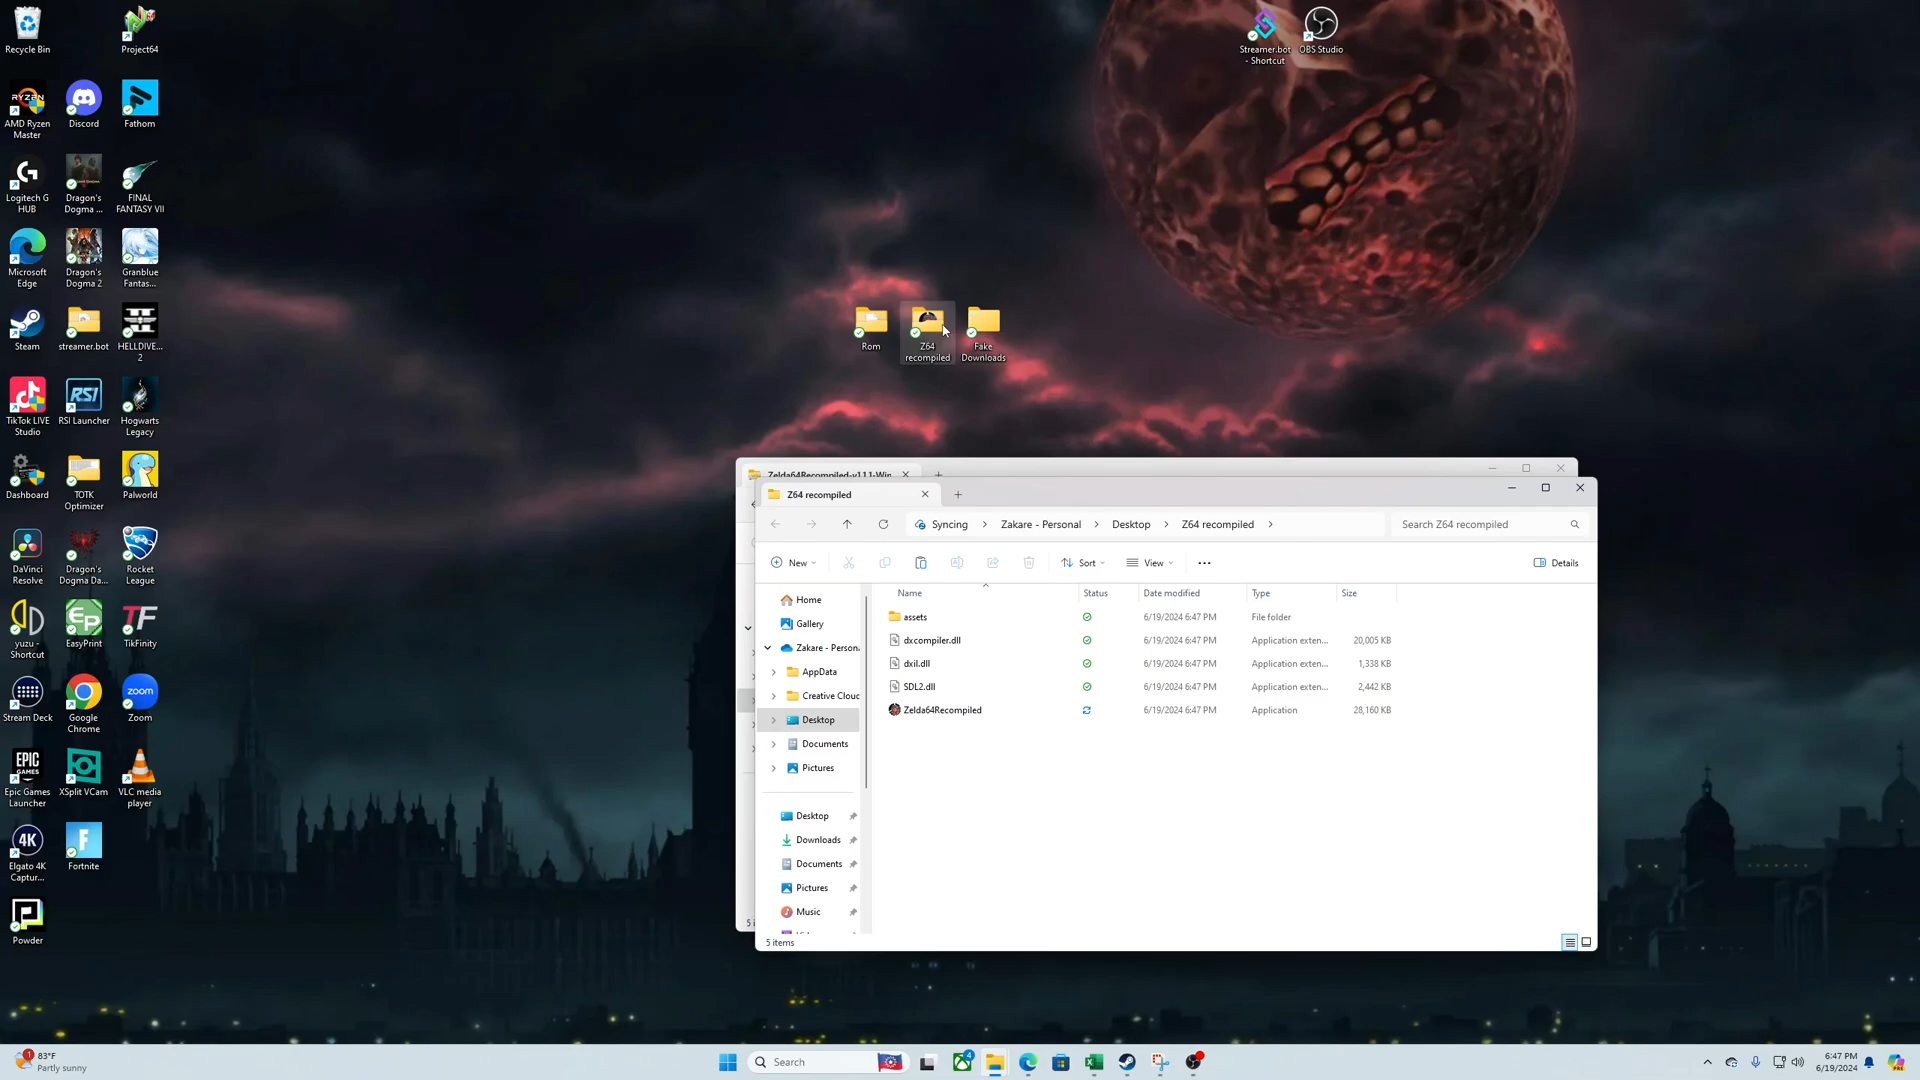 Recycle Bin
Project64
AMD Ryzen
Master
Discord
Fathom
Logitech G
HUB
Dragon's
Dogma ...
FINAL
FANTASY VII
Microsoft
Edge
Dragon's
Dogma 2
Granblue
Fantas...
Steam
streamer.bot
HELLDIVE...
2
TikTok LIVE
Studio
RSI Launcher
Hogwarts
Legacy
Dashboard
TOTK
Optimizer
Palworld
DaVinci
Resolve
Dragon's
Dogma Da...
Rocket
League
yuzu -
Shortcut
EasyPrint
TikFinity
Stream Deck
Google
Chrome
Zoom
Epic Games
Launcher
XSplit VCam
VLC media
player
Elgato 4K
Captur...
Fortnite
Powder
Streamer.bot
- Shortcut
OBS Studio
Rom
Z64
recompiled
Fake
Downloads
Zelda64Recompiled-v1.1.1-Win
Z64 recompiled
Syncing > Zakare - Personal > Desktop > Z64 recompiled >
Search Z64 recompiled
New
Sort
View
Details
Home
Gallery
Zakare - Persona
AppData
Creative Cloud
Desktop
Documents
Pictures
Desktop
Downloads
Documents
Pictures
Music
Name Status Date modified Type Size
assets 6/19/2024 6:47 PM File folder
dxcompiler.dll 6/19/2024 6:47 PM Application exten... 20,005 KB
dxil.dll 6/19/2024 6:47 PM Application exten... 1,338 KB
SDL2.dll 6/19/2024 6:47 PM Application exten... 2,442 KB
Zelda64Recompiled 6/19/2024 6:47 PM Application 28,160 KB
5 items
83°F
Partly sunny
Search
6:47 PM
6/19/2024